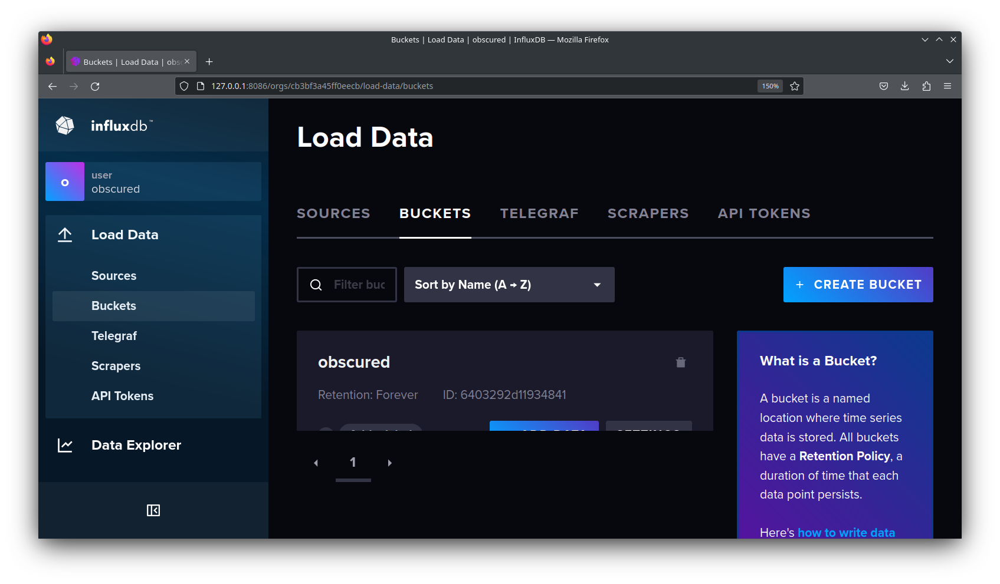 Buckets | Load Data | obscured | InfluxDB — Mozilla Firefox
Buckets | Load Data | obs
127.0.0.1:8086/orgs/cb3bf3a45ff0eecb/load-data/buckets
150%
influxdb™
o
user
obscured
Load Data
Sources
Buckets
Telegraf
Scrapers
API Tokens
Data Explorer
Load Data
SOURCES BUCKETS TELEGRAF SCRAPERS API TOKENS
Filter buc
Sort by Name (A → Z)
+ CREATE BUCKET
obscured
Retention: Forever ID: 6403292d11934841
ADD DATA SETTINGS
1
What is a Bucket?
A bucket is a named
location where time series
data is stored. All buckets
have a Retention Policy, a
duration of time that each
data point persists.
Here's how to write data